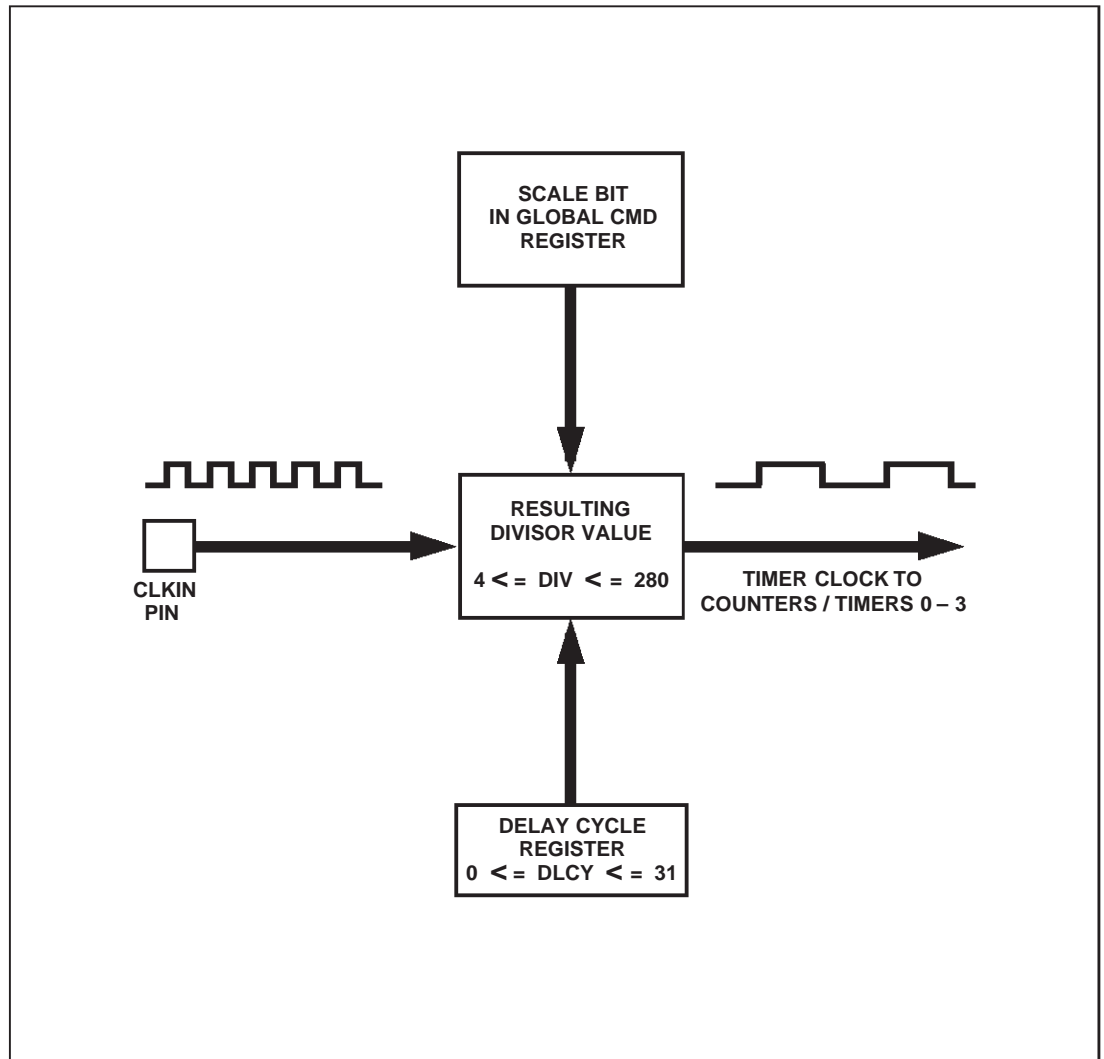 SCALE BIT
IN GLOBAL CMD
REGISTER
RESULTING
DIVISOR VALUE
4 < = DIV < = 280
CLKIN
PIN
TIMER CLOCK TO
COUNTERS / TIMERS 0 – 3
DELAY CYCLE
REGISTER
0 < = DLCY < = 31